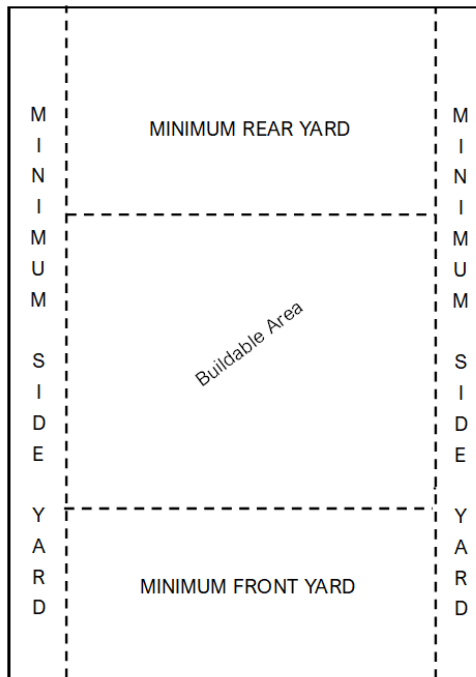 MINIMUM SIDE YARD
MINIMUM REAR YARD
Buildable Area
MINIMUM FRONT YARD
MINIMUM SIDE YARD